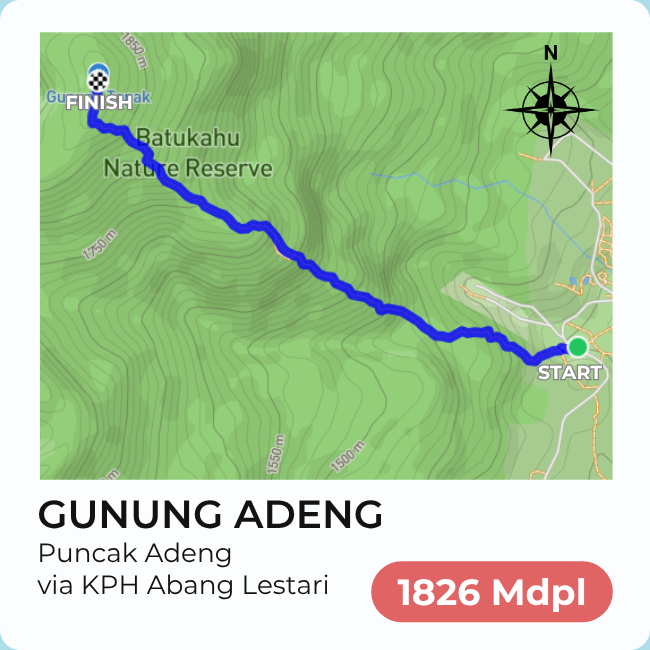 1850 m
N
FINISH
Batukahu
Nature Reserve
1750 m
START
1550 m
1500 m
m
GUNUNG ADENG
Puncak Adeng
via KPH Abang Lestari
1826 Mdpl